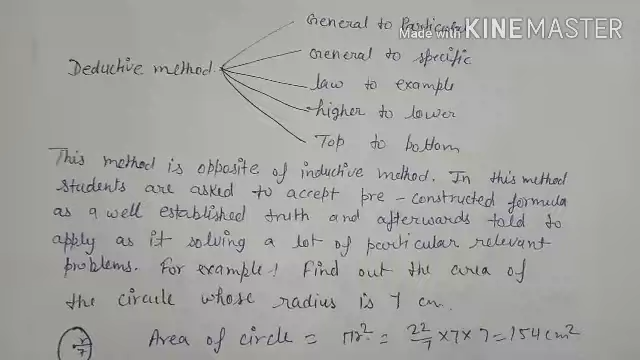 General to Particular
Made with KINEMASTER
Deductive method
General to specific
law to example
higher to lower
Top to bottom
This method is opposite of inductive method. In this method
students are asked to accept pre-constructed formula
as a well established truth and afterwards told to
apply as it solving a lot of particular relevant
problems. For example! Find out the area of
the circule whose radius is 7 cm.
Area of circle = πr² = 22/7 × 7 × 7 = 154 cm²